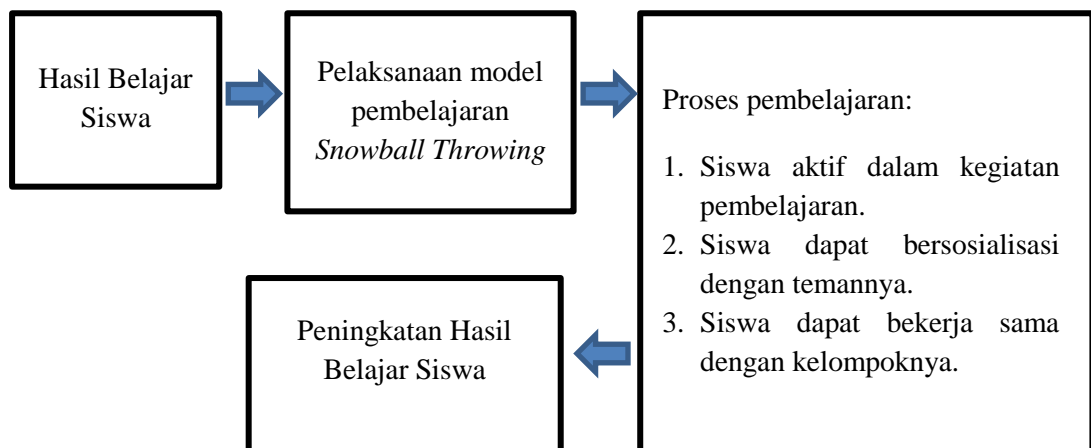 Hasil Belajar
Siswa
Pelaksanaan model
pembelajaran
Snowball Throwing
Proses pembelajaran:
1. Siswa aktif dalam kegiatan
pembelajaran.
2. Siswa dapat bersosialisasi
dengan temannya.
3. Siswa dapat bekerja sama
dengan kelompoknya.
Peningkatan Hasil
Belajar Siswa